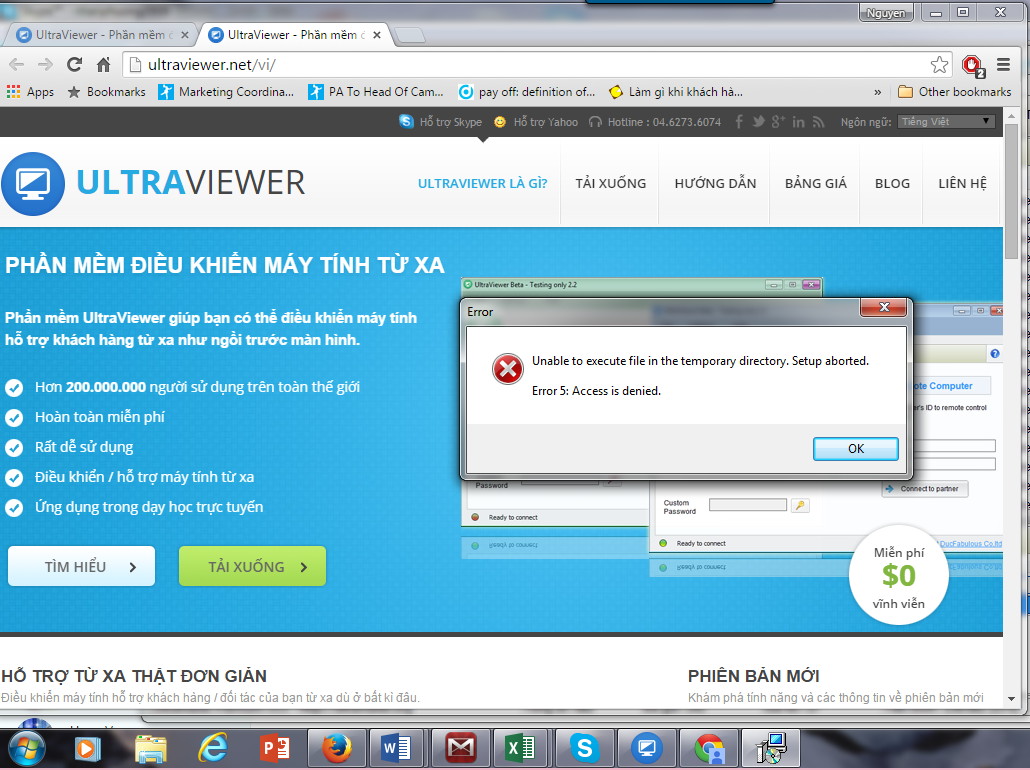 Nguyen
UltraViewer - Phần mềm đ
UltraViewer - Phần mềm đ
ultraviewer.net/vi/
2
Apps
Bookmarks
Marketing Coordina...
PA To Head Of Cam...
pay off: definition of...
Làm gì khi khách hà...
»
Other bookmarks
Hỗ trợ Skype
Hỗ trợ Yahoo
Hotline : 04.6273.6074
Ngôn ngữ:
Tiếng Việt
ULTRAVIEWER
ULTRAVIEWER LÀ GÌ?
TẢI XUỐNG
HƯỚNG DẪN
BẢNG GIÁ
BLOG
LIÊN HỆ
PHẦN MỀM ĐIỀU KHIỂN MÁY TÍNH TỪ XA
Phần mềm UltraViewer giúp bạn có thể điều khiển máy tính
hỗ trợ khách hàng từ xa như ngồi trước màn hình.
Hơn 200.000.000 người sử dụng trên toàn thế giới
Hoàn toàn miễn phí
Rất dễ sử dụng
Điều khiển / hỗ trợ máy tính từ xa
Ứng dụng trong dạy học trực tuyến
TÌM HIỂU
TẢI XUỐNG
UltraViewer Beta - Testing only 2.2
Error
Unable to execute file in the temporary directory. Setup aborted.
Error 5: Access is denied.
OK
ote Computer
er's ID to remote control
Connect to partner
Password
Ready to connect
Custom
Password
Ready to connect
DucFabulous Co,ltd
Miễn phí
$0
vĩnh viễn
HỖ TRỢ TỪ XA THẬT ĐƠN GIẢN
Điều khiển máy tính hỗ trợ khách hàng / đối tác của bạn từ xa dù ở bất kì đâu.
PHIÊN BẢN MỚI
Khám phá tính năng và các thông tin về phiên bản mới